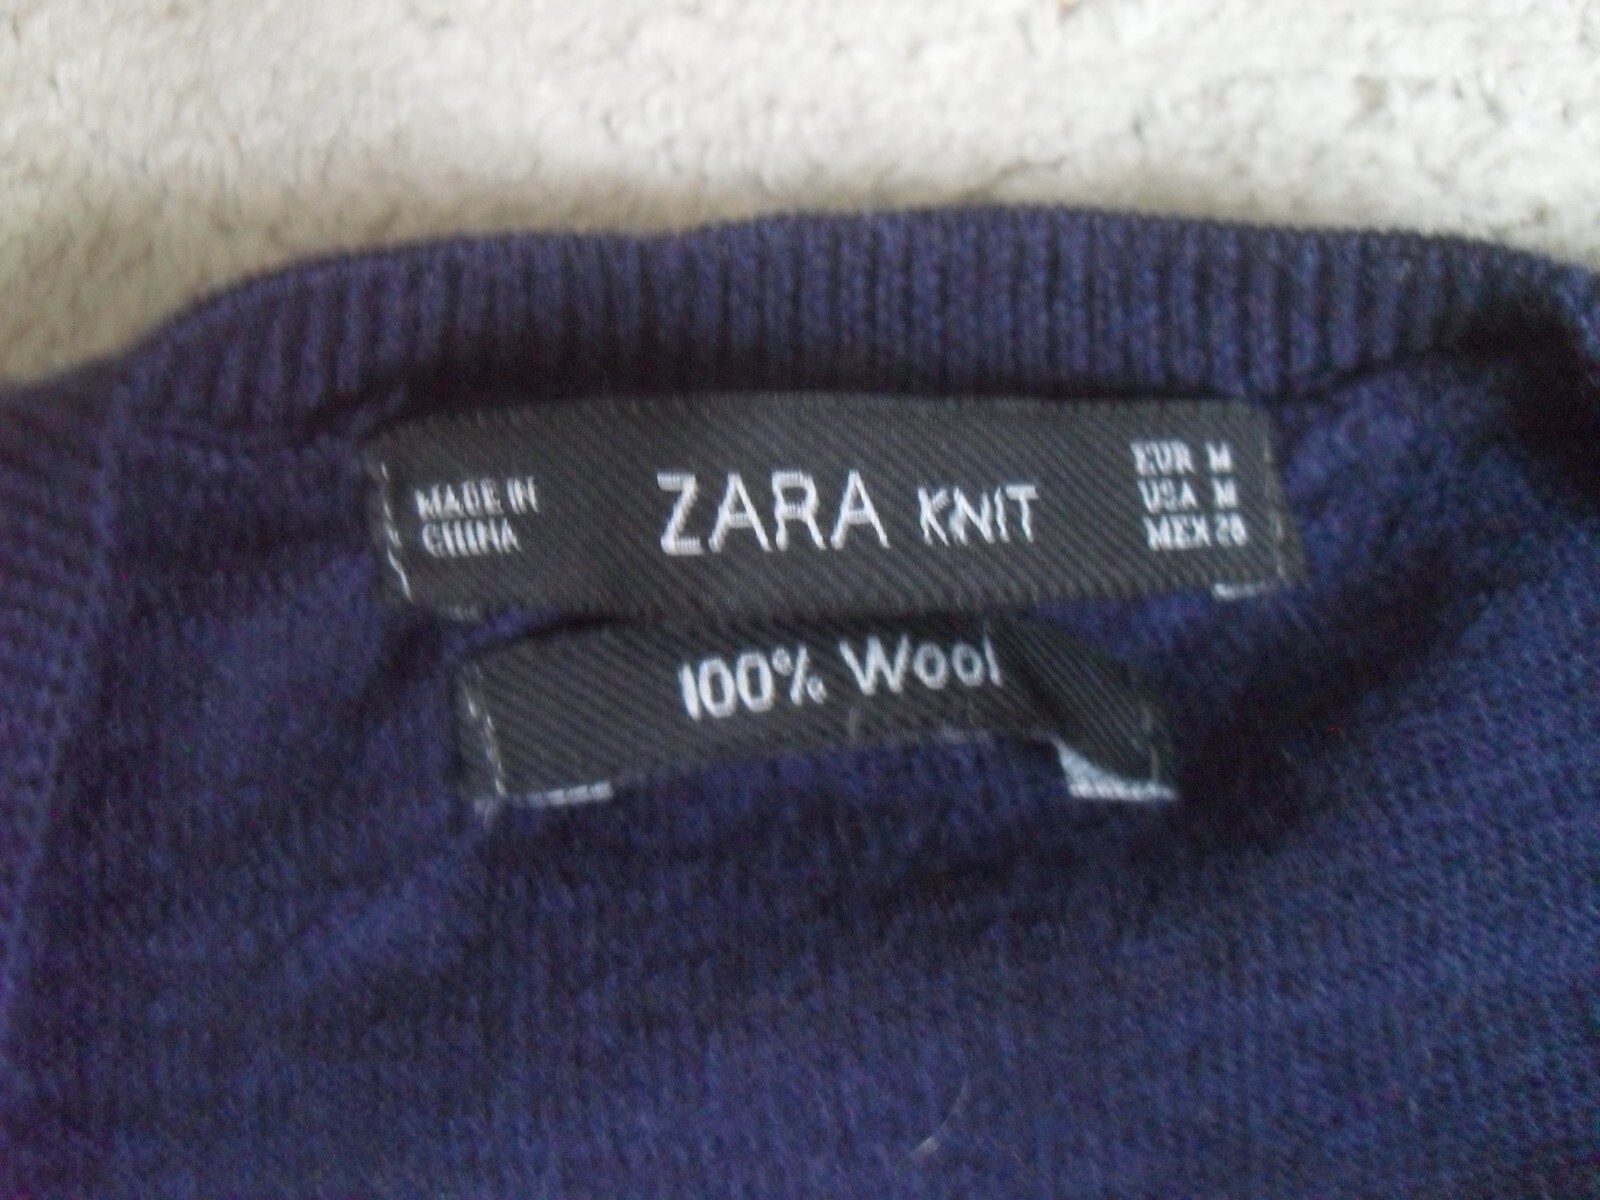 MADE IN
CHINA
ZARA KNIT
EUR M
USA M
MEX 28
100% Wool